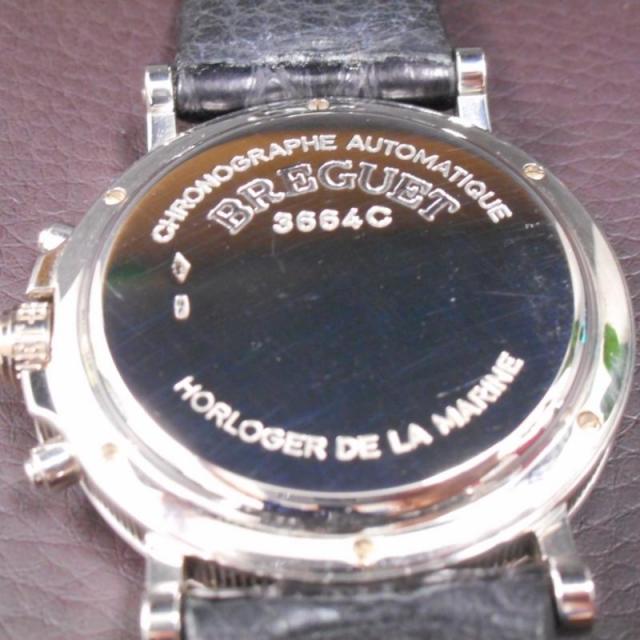 CHRONOGRAPHE AUTOMATIQUE
BREGUET
3664C
HORLOGER DE LA MARINE